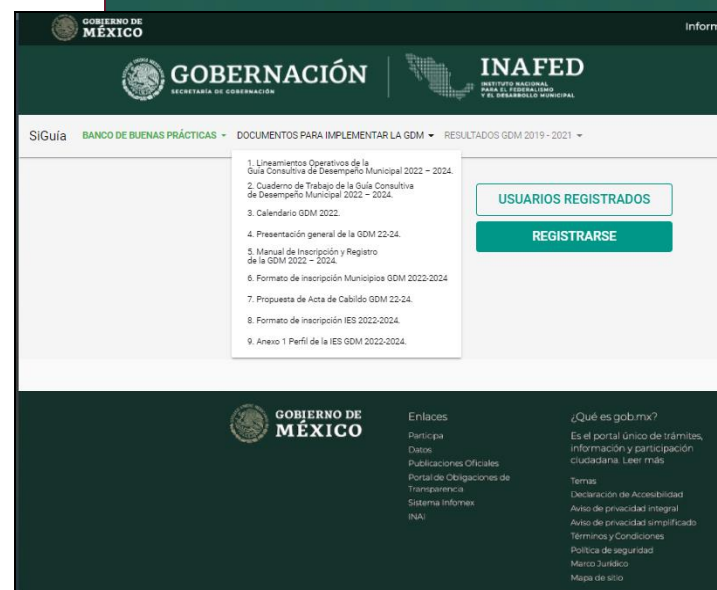 GOBIERNO DE
MÉXICO
Inform
GOBERNACIÓN
SECRETARÍA DE GOBERNACIÓN
INAFED
INSTITUTO NACIONAL
PARA EL FEDERALISMO
Y EL DESARROLLO MUNICIPAL
SiGuía BANCO DE BUENAS PRÁCTICAS DOCUMENTOS PARA IMPLEMENTAR LA GDM RESULTADOS GDM 2019 - 2021
1. Lineamientos Operativos de la
Guía Consultiva de Desempeño Municipal 2022 – 2024.
2. Cuaderno de Trabajo de la Guía Consultiva
de Desempeño Municipal 2022 – 2024.
3. Calendario GDM 2022.
4. Presentación general de la GDM 22-24.
5. Manual de Inscripción y Registro
de la GDM 2022 – 2024.
6. Formato de inscripción Municipios GDM 2022-2024
7. Propuesta de Acta de Cabildo GDM 22-24.
8. Formato de inscripción IES 2022-2024.
9. Anexo 1 Perfil de la IES GDM 2022-2024.
USUARIOS REGISTRADOS
REGISTRARSE
GOBIERNO DE
MÉXICO
Enlaces
Participa
Datos
Publicaciones Oficiales
Portal de Obligaciones de
Transparencia
Sistema Infomex
INAI
¿Qué es gob.mx?
Es el portal único de trámites,
información y participación
ciudadana. Leer más
Temas
Declaración de Accesibilidad
Aviso de privacidad integral
Aviso de privacidad simplificado
Términos y Condiciones
Política de seguridad
Marco Jurídico
Mapa de sitio